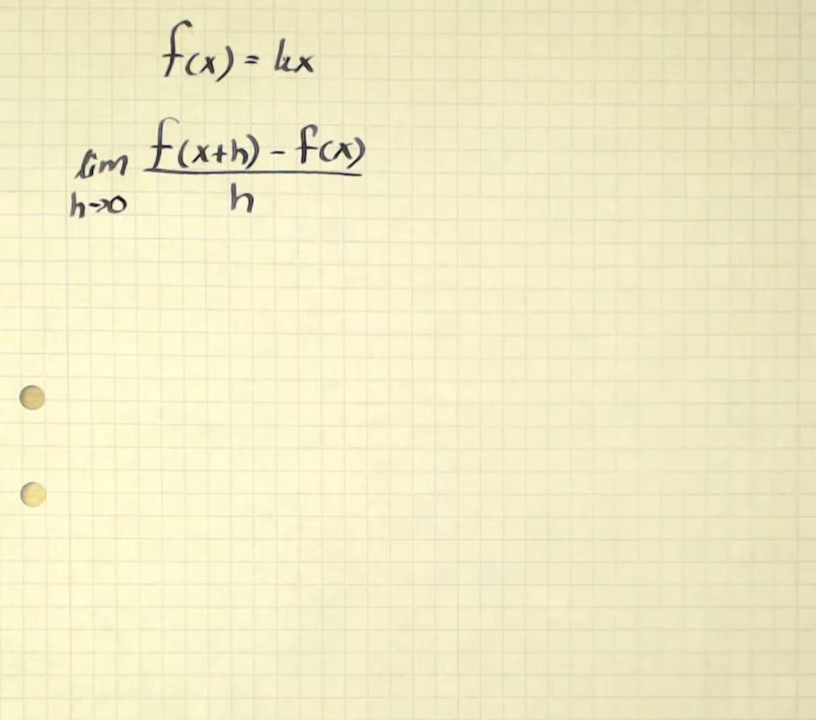 f(x) = kx
lim f(x+h) - f(x)
h→0 h